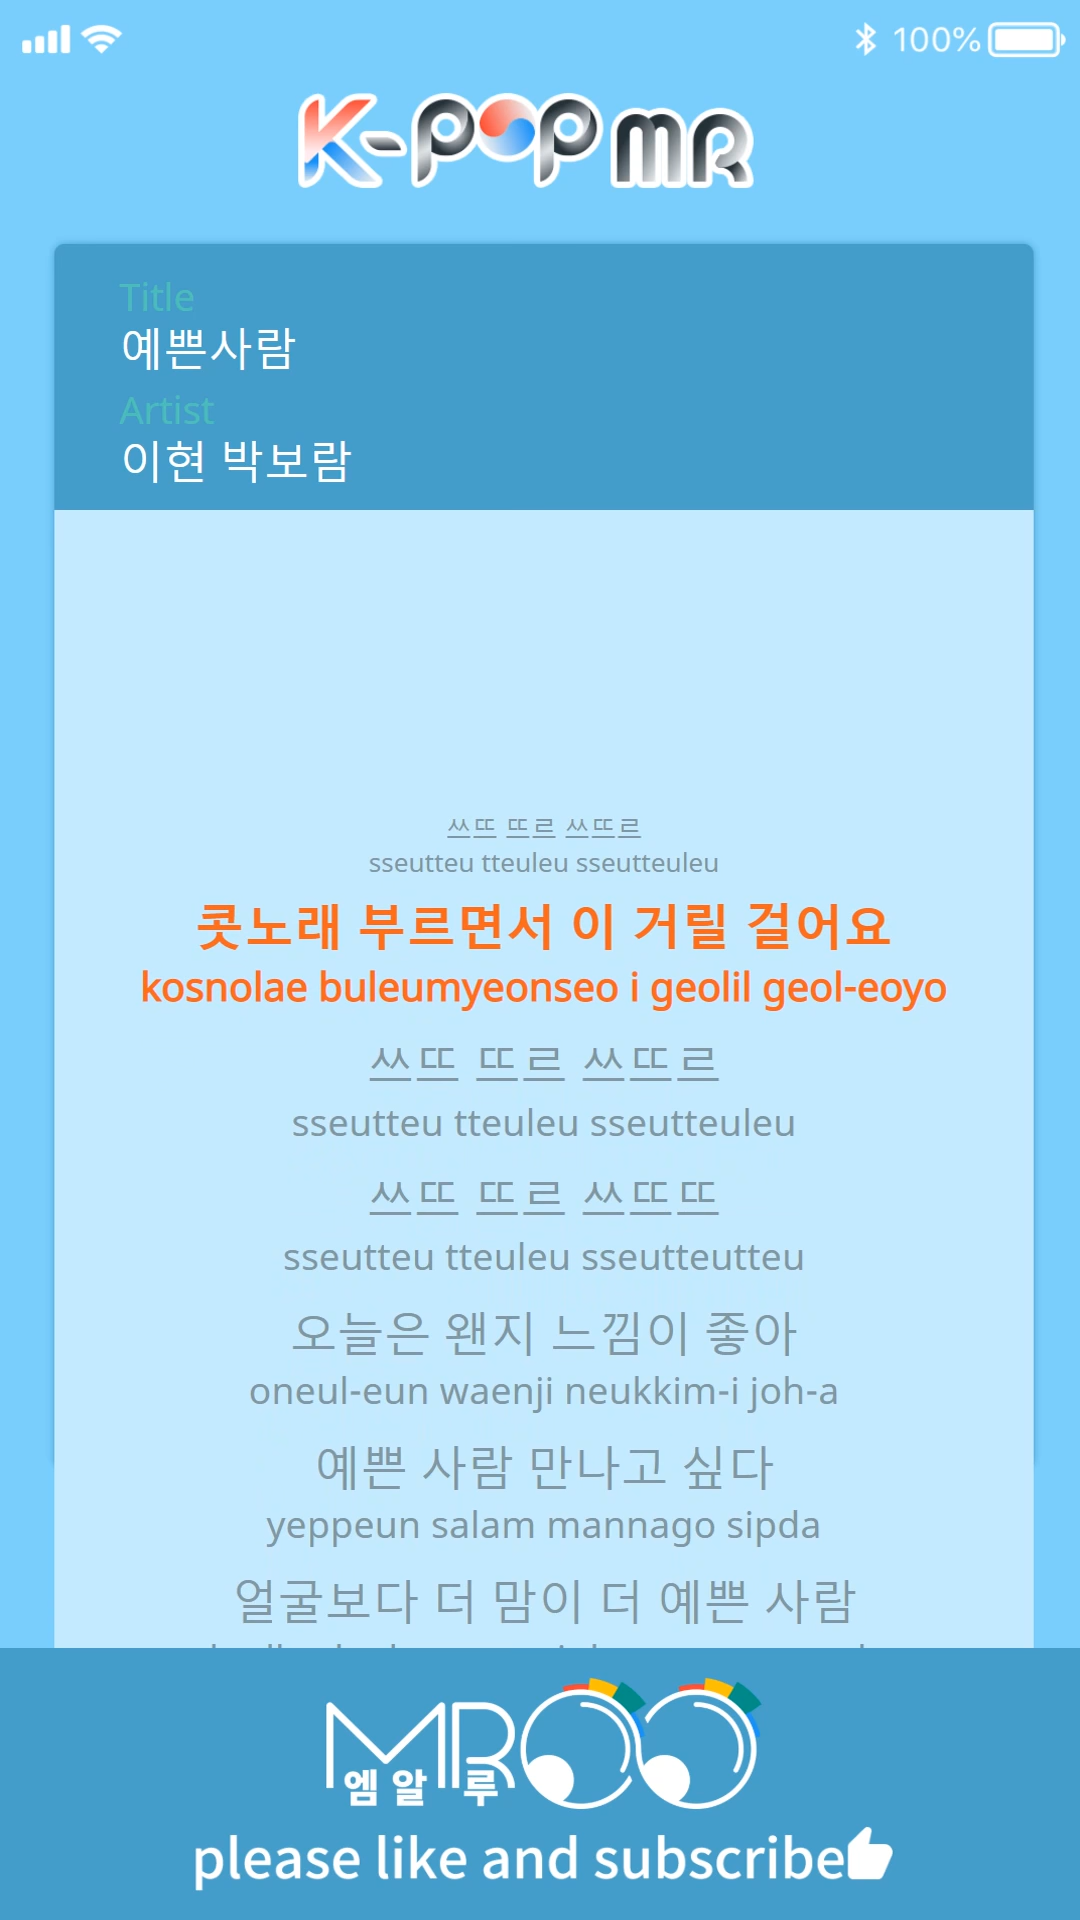 100%
K-POP MR
Title
예쁜사람
Artist
이현 박보람
쓰뜨 뜨르 쓰뜨르
sseutteu tteuleu sseutteuleu
콧노래 부르면서 이 거릴 걸어요
kosnolae buleumyeonseo i geolil geol-eoyo
쓰뜨 뜨르 쓰뜨르
sseutteu tteuleu sseutteuleu
쓰뜨 뜨르 쓰뜨뜨
sseutteu tteuleu sseutteutteu
오늘은 왠지 느낌이 좋아
oneul-eun waenji neukkim-i joh-a
예쁜 사람 만나고 싶다
yeppeun salam mannago sipda
얼굴보다 더 맘이 더 예쁜 사람
MROO
엠알루
please like and subscribe